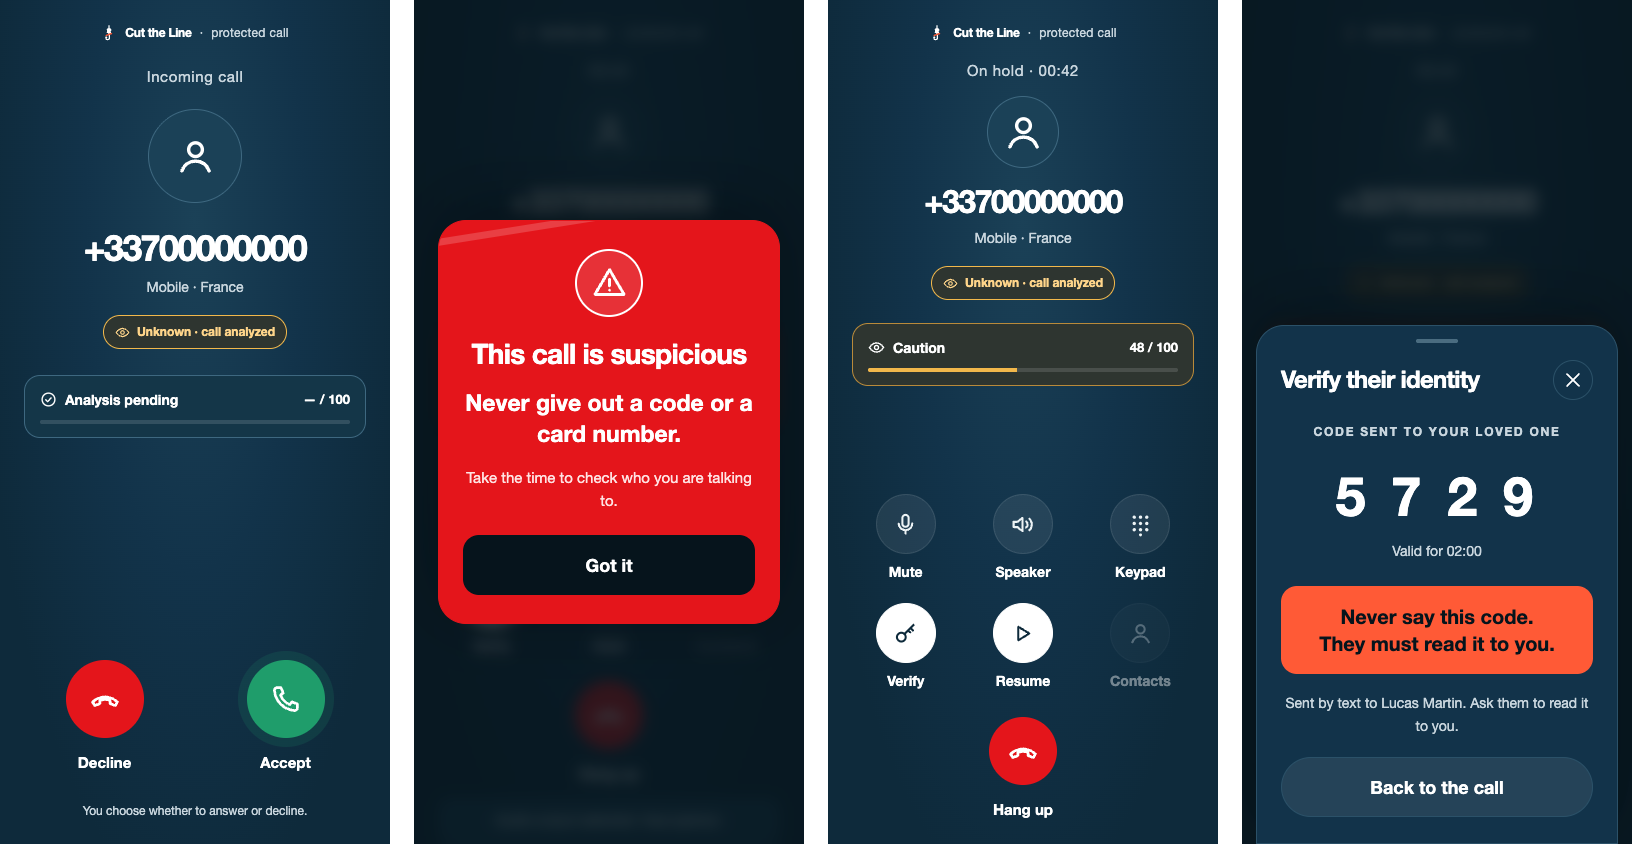 Cut the Line · protected call
Incoming call
+33700000000
Mobile · France
Unknown · call analyzed
Analysis pending – / 100
Decline
Accept
You choose whether to answer or decline.
This call is suspicious
Never give out a code or a
card number.
Take the time to check who you are talking
to.
Got it
Cut the Line · protected call
On hold · 00:42
+33700000000
Mobile · France
Unknown · call analyzed
Caution 48 / 100
Mute
Speaker
Keypad
Verify
Resume
Contacts
Hang up
Verify their identity
CODE SENT TO YOUR LOVED ONE
5 7 2 9
Valid for 02:00
Never say this code.
They must read it to you.
Sent by text to Lucas Martin. Ask them to read it
to you.
Back to the call